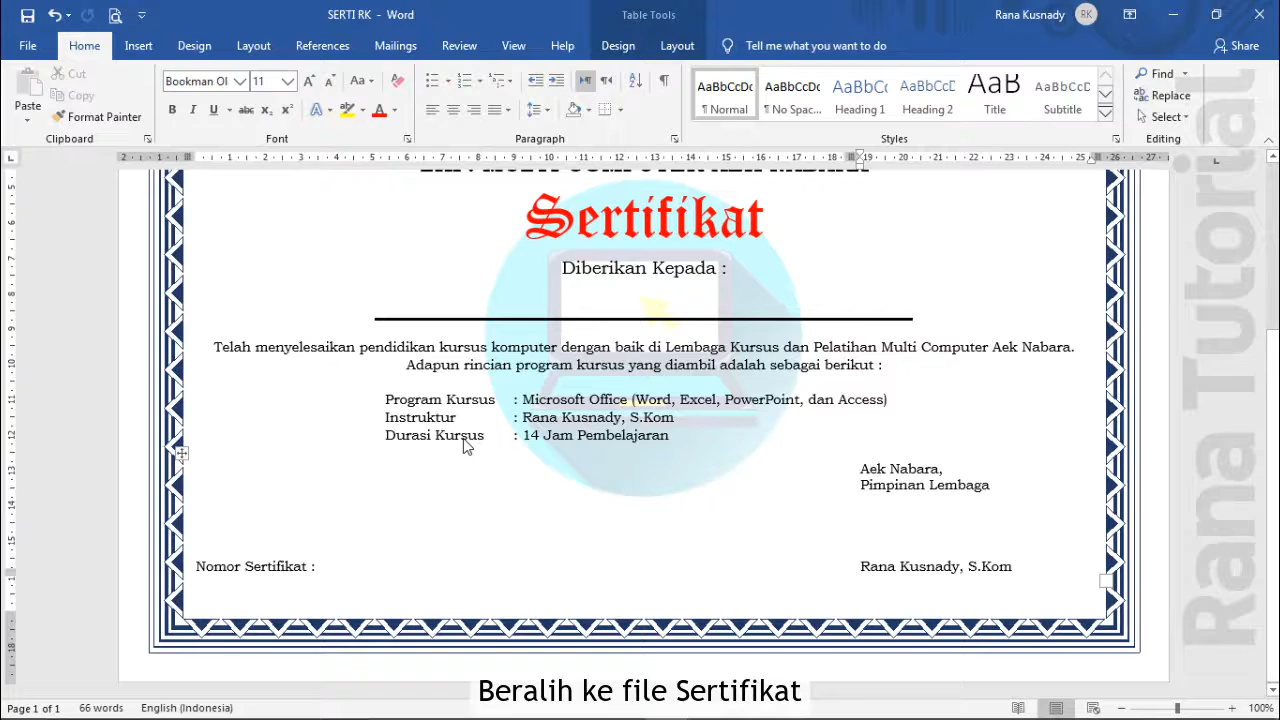 SERTI RK - Word
Table Tools
Rana Kusnady RK
File Home Insert Design Layout References Mailings Review View Help Design Layout Tell me what you want to do Share
Paste
Cut
Copy
Format Painter
Clipboard
Bookman Ol 11
Font
Paragraph
AaBbCcDc AaBbCcDc AaBbC AaBbCcD AaB AaBbCcD
¶ Normal ¶ No Spac... Heading 1 Heading 2 Title Subtitle
Styles
Find
Replace
Select
Editing
Sertifikat
Diberikan Kepada :
Telah menyelesaikan pendidikan kursus komputer dengan baik di Lembaga Kursus dan Pelatihan Multi Computer Aek Nabara.
Adapun rincian program kursus yang diambil adalah sebagai berikut :
Program Kursus : Microsoft Office (Word, Excel, PowerPoint, dan Access)
Instruktur : Rana Kusnady, S.Kom
Durasi Kursus : 14 Jam Pembelajaran
Aek Nabara,
Pimpinan Lembaga
Nomor Sertifikat :
Rana Kusnady, S.Kom
Rana Tutorial
Beralih ke file Sertifikat
Page 1 of 1 66 words English (Indonesia) 100%